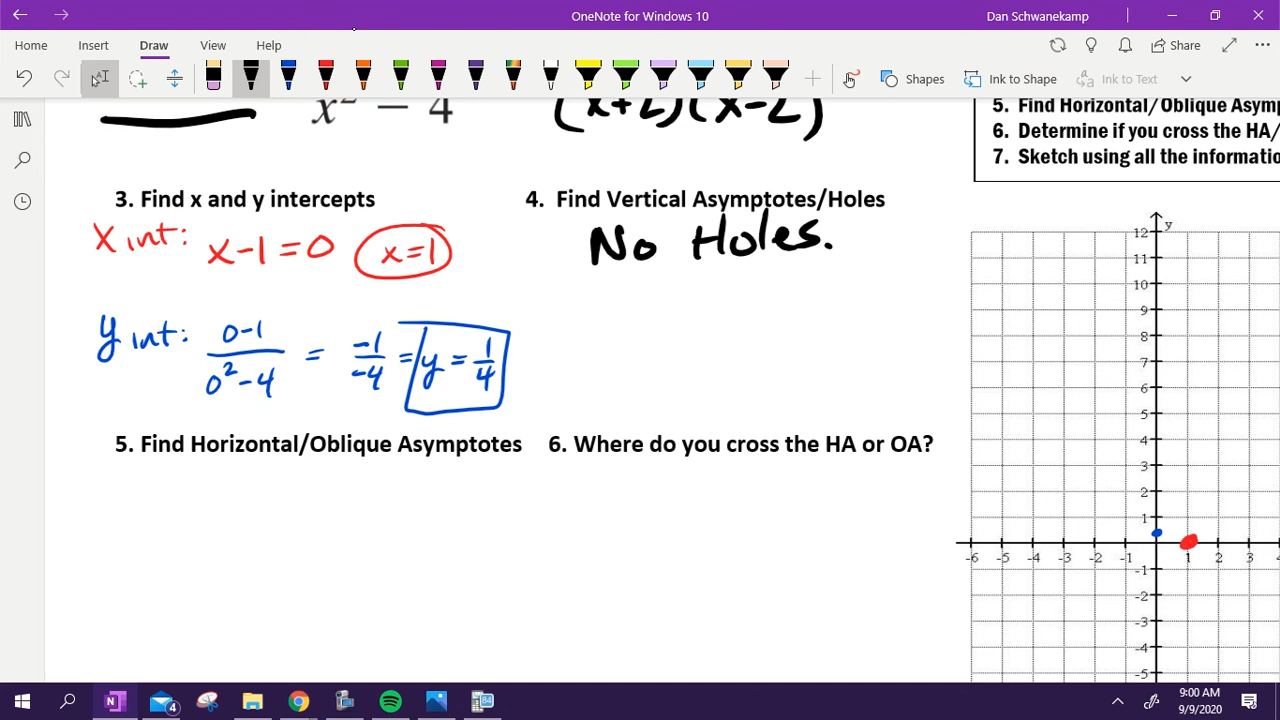 OneNote for Windows 10
Dan Schwanekamp
Home Insert Draw View Help
Share
Shapes
Ink to Shape
Ink to Text
x² − 4
(x+2)(x−2)
5. Find Horizontal/Oblique Asym
6. Determine if you cross the HA/
7. Sketch using all the informatio
3. Find x and y intercepts
x int: x−1=0 x=1
y int: 0−1/0²−4 = −1/−4 = y = 1/4
4. Find Vertical Asymptotes/Holes
No Holes.
5. Find Horizontal/Oblique Asymptotes
6. Where do you cross the HA or OA?
y
12
11
10
9
8
7
6
5
4
3
2
1
-6 -5 -4 -3 -2 -1 1 2 3 4
-1
-2
-3
-4
-5
N
4
84
9:00 AM
9/9/2020